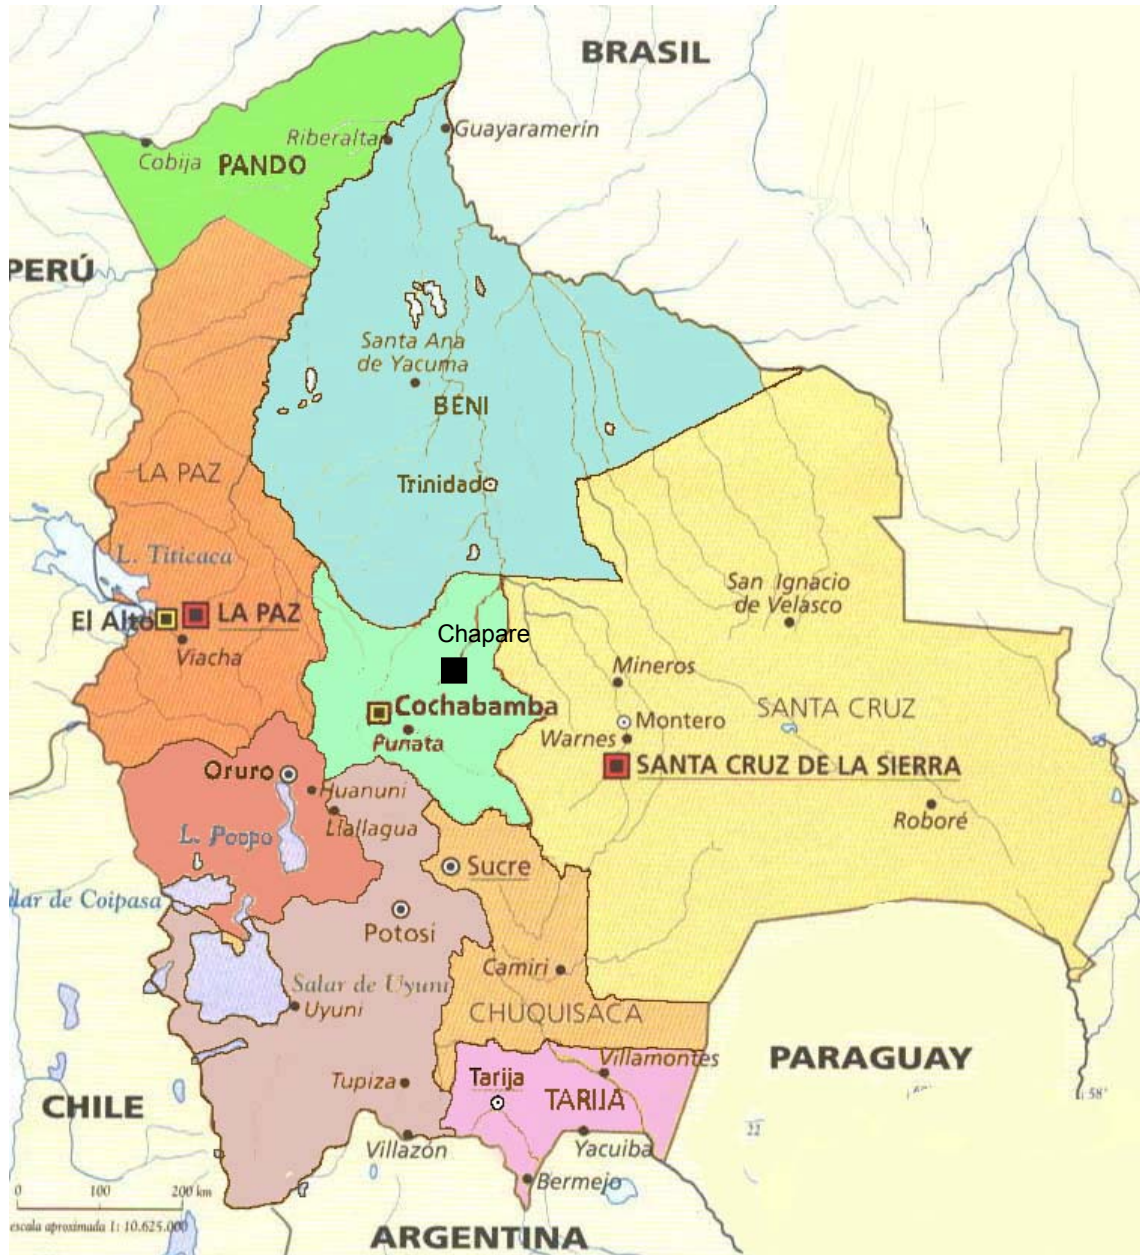 BRASIL
Guayaramerín
Riberalta
Cobija
PANDO
PERÚ
Santa Ana
de Yacuma
BENI
LA PAZ
Trinidad
L. Titicaca
San Ignacio
de Velasco
El Alto
LA PAZ
Chapare
Viacha
Mineros
Cochabamba
SANTA CRUZ
Montero
Punata
Warnes
Oruro
SANTA CRUZ DE LA SIERRA
Huanuni
Llallagua
Roboré
L. Poopo
Sucre
lar de Coipasa
Potosí
Camiri
Salar de Uyuni
Uyuni
CHUQUISACA
PARAGUAY
Villamontes
Tarija
Tupiza
TARIJA
58°
CHILE
22
Villazón
Yacuiba
Bermejo
0 100 200 km
escala aproximada 1: 10.625.000
ARGENTINA